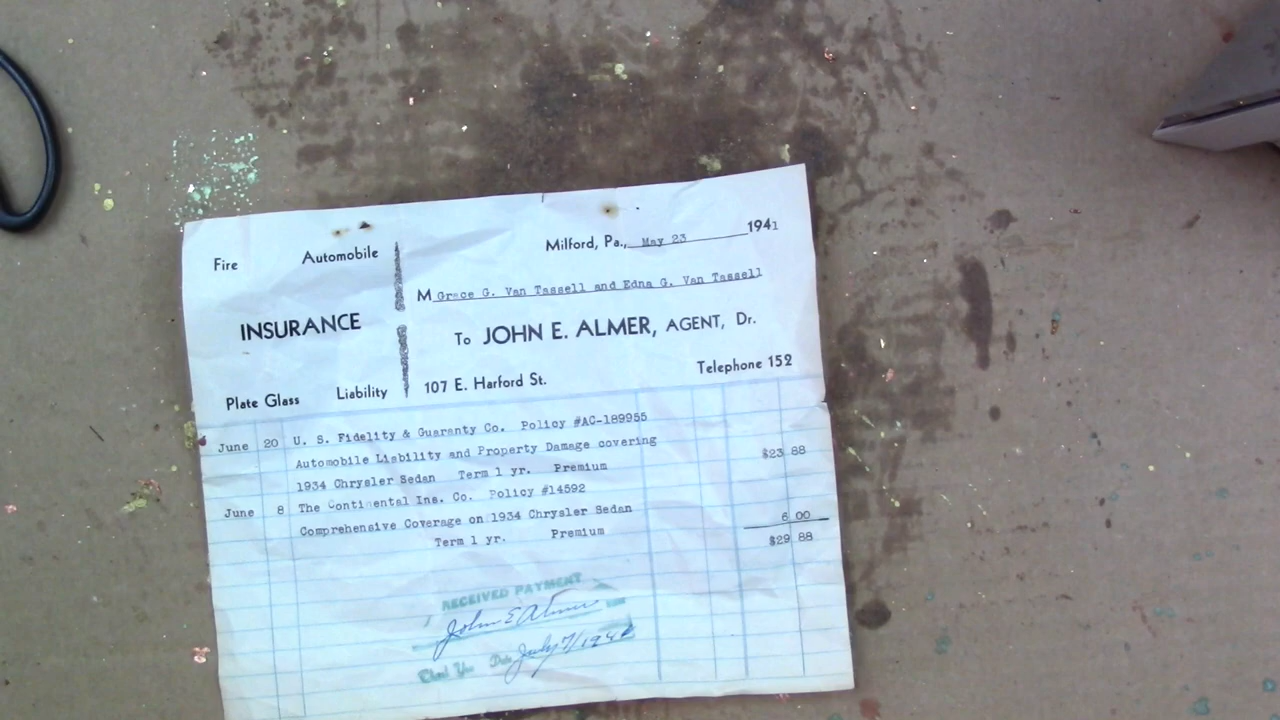 Fire Automobile
INSURANCE
Plate Glass Liability
Milford, Pa., May 23 1941
M Grace G. Van Tassell and Edna G. Van Tassell
To JOHN E. ALMER, AGENT, Dr.
107 E. Harford St. Telephone 152
June 20 U. S. Fidelity & Guaranty Co. Policy #AC-189955
Automobile Liability and Property Damage covering
1934 Chrysler Sedan Term 1 yr. Premium $23 88
June 8 The Continental Ins. Co. Policy #14592
Comprehensive Coverage on 1934 Chrysler Sedan
Term 1 yr. Premium 6 00
$29 88
RECEIVED PAYMENT
John E Almer
Thank You Date July 7/1941